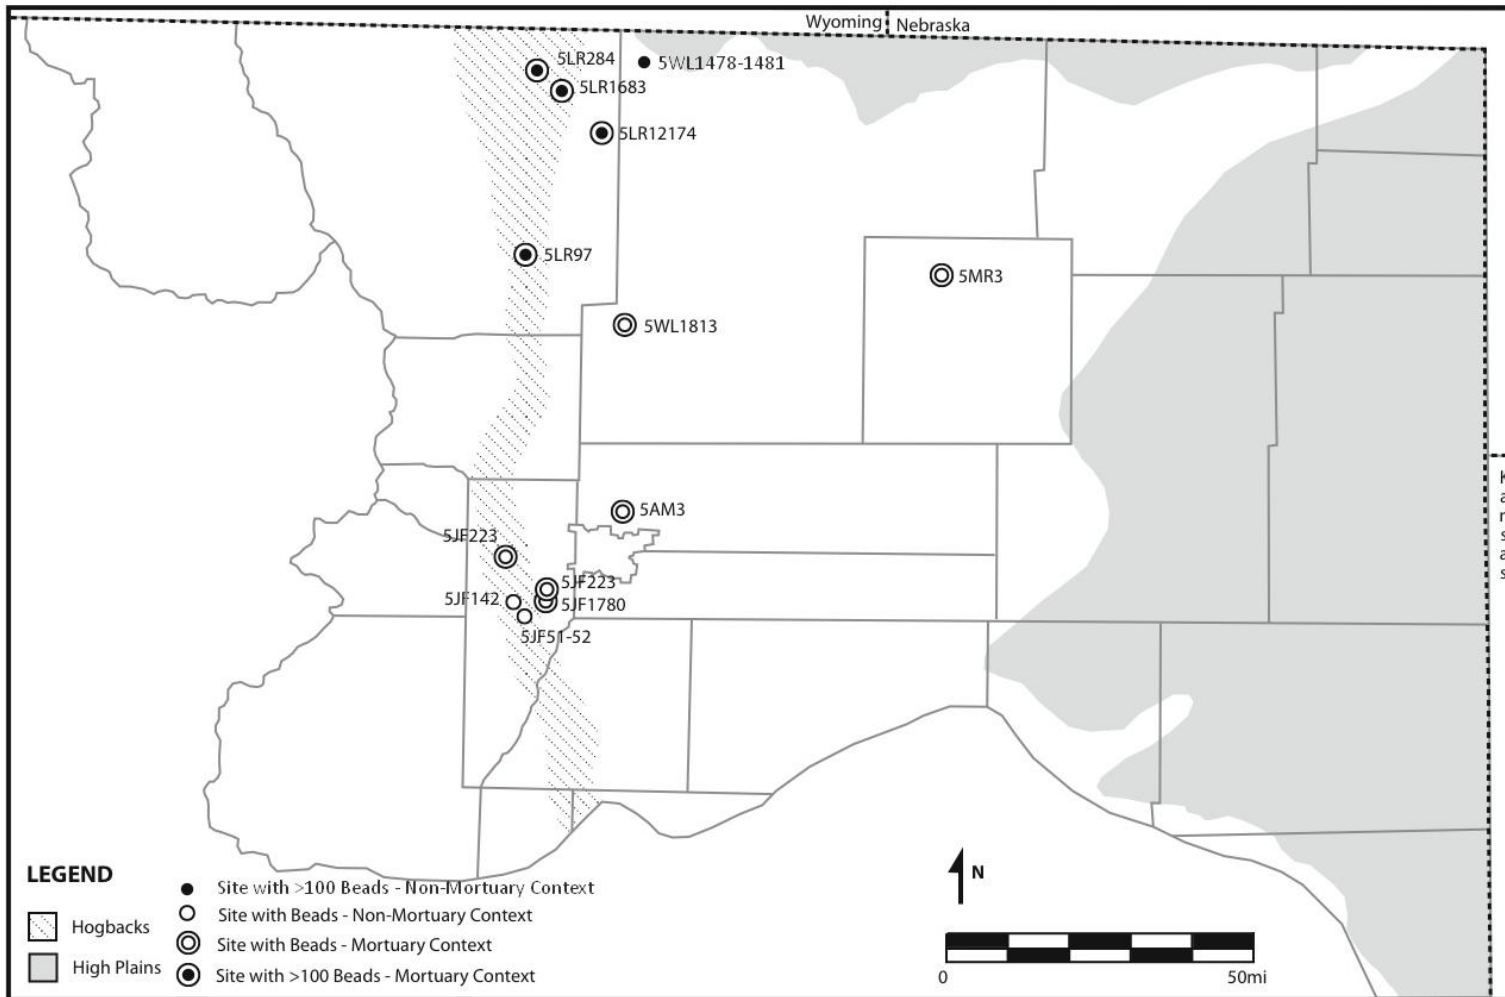 Wyoming Nebraska
5LR284
5WL1478-1481
5LR1683
5LR12174
5LR97
5MR3
5WL1813
5AM3
5JF223
5JF223
5JF142
5JF1780
5JF51-52
K
a
r
s
a
s
LEGEND
Hogbacks
High Plains
Site with >100 Beads - Non-Mortuary Context
Site with Beads - Non-Mortuary Context
Site with Beads - Mortuary Context
Site with >100 Beads - Mortuary Context
N
0 50mi